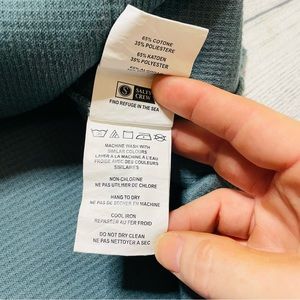 65% COTONE
35% POLIESTERE
65% KATOEN
35% POLYESTER
S
SALTY
CREW
FIND REFUGE IN THE SEA
MACHINE WASH WITH
SIMILAR COLOURS
LAVER A LA MACHINE A L'EAU
FROIDE AVEC DES COULEURS
SIMILAIRES
NON-CHLORINE
NE PAS UTILISER DE CHLORE
HANG TO DRY
NE PAS DE SECHER EN MACHINE
COOL IRON
REPARTER AU FER FROID
DO NOT DRY CLEAN
NE PAS NETTOYER A SEC